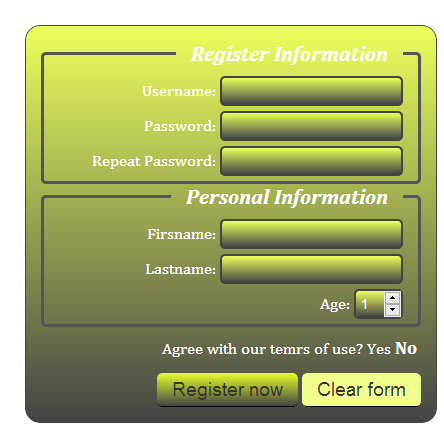 Register Information
Username:
Password:
Repeat Password:
Personal Information
Firsname:
Lastname:
Age: 1
Agree with our temrs of use? Yes No
Register now Clear form